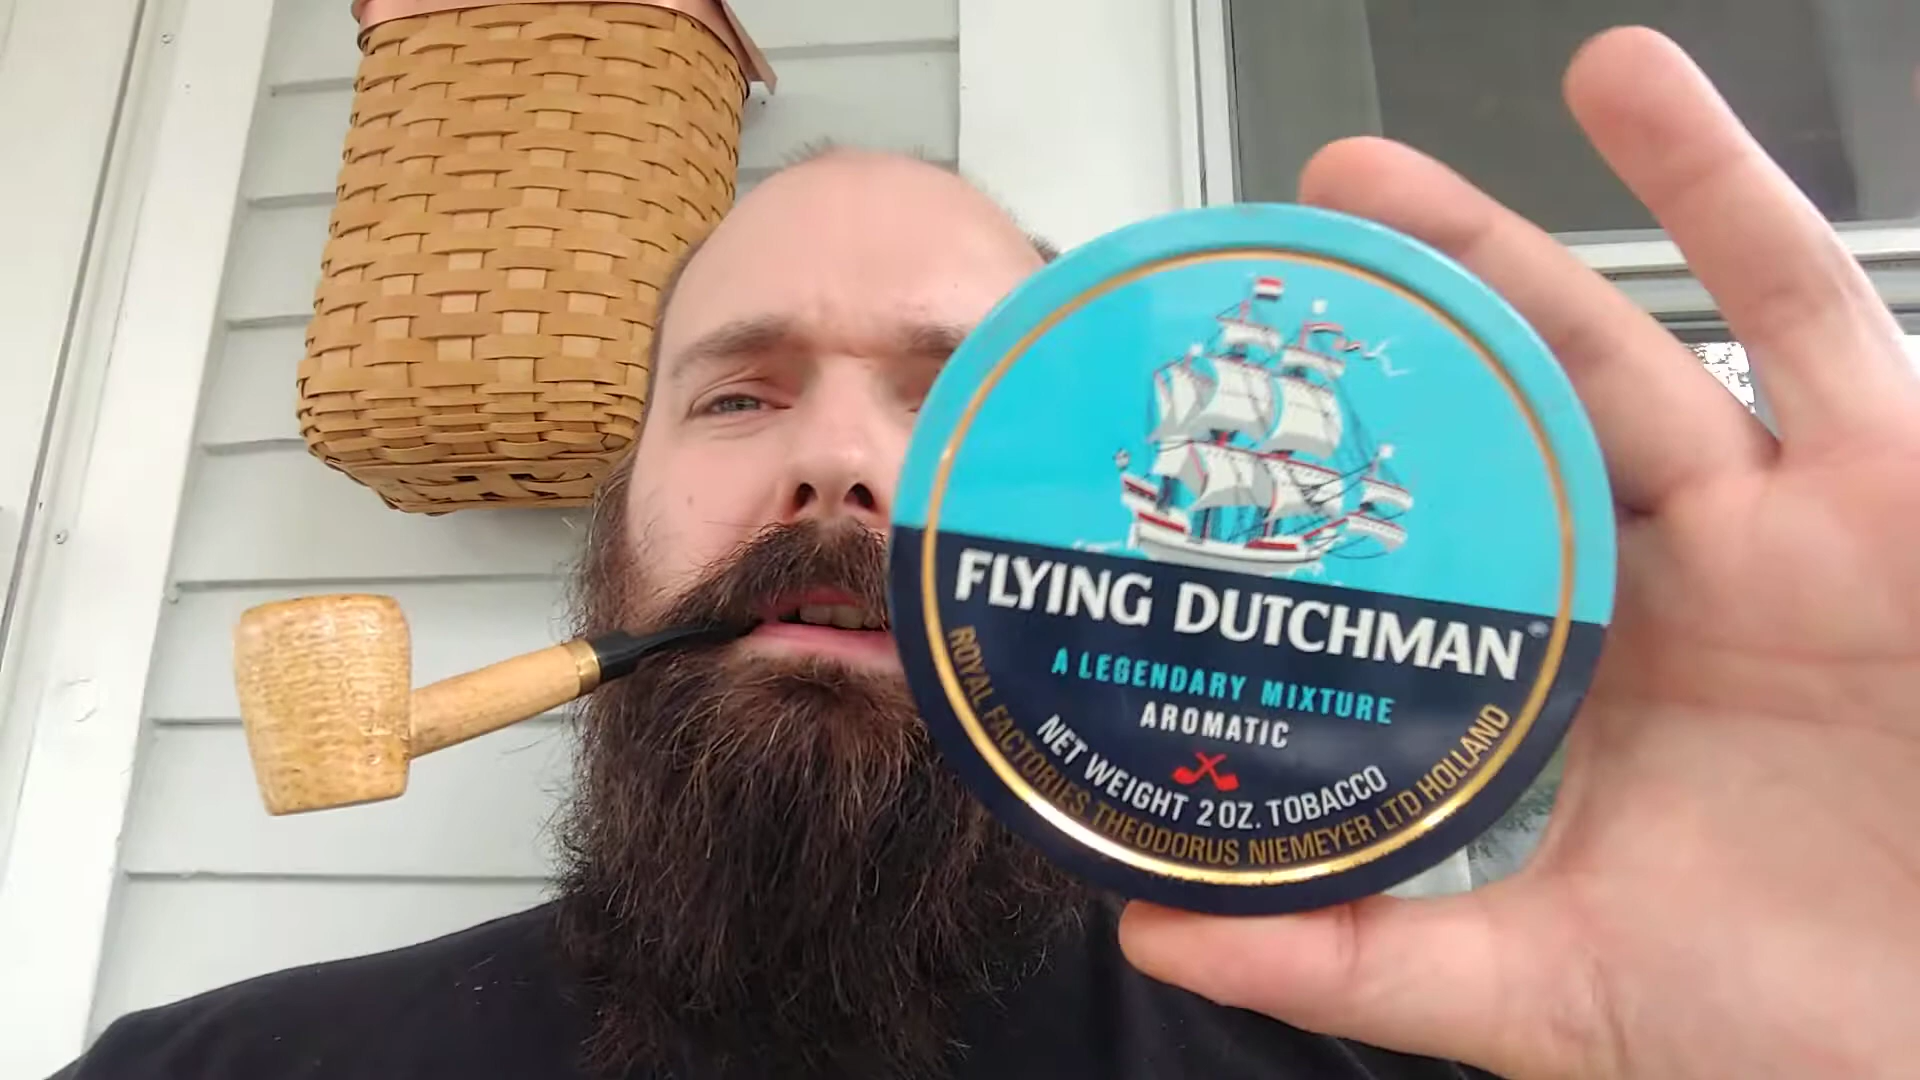 FLYING DUTCHMAN®
A LEGENDARY MIXTURE
AROMATIC
NET WEIGHT 2 OZ. TOBACCO
ROYAL FACTORIES THEODORUS NIEMEYER LTD HOLLAND